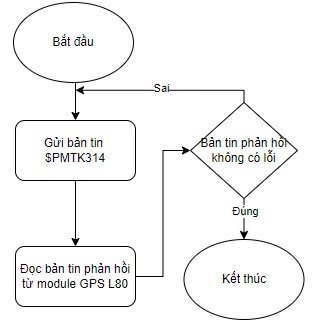 Bắt đầu
Sai
Gửi bản tin
$PMTK314
Bản tin phản hồi
không có lỗi
Đúng
Đọc bản tin phản hồi
từ module GPS L80
Kết thúc